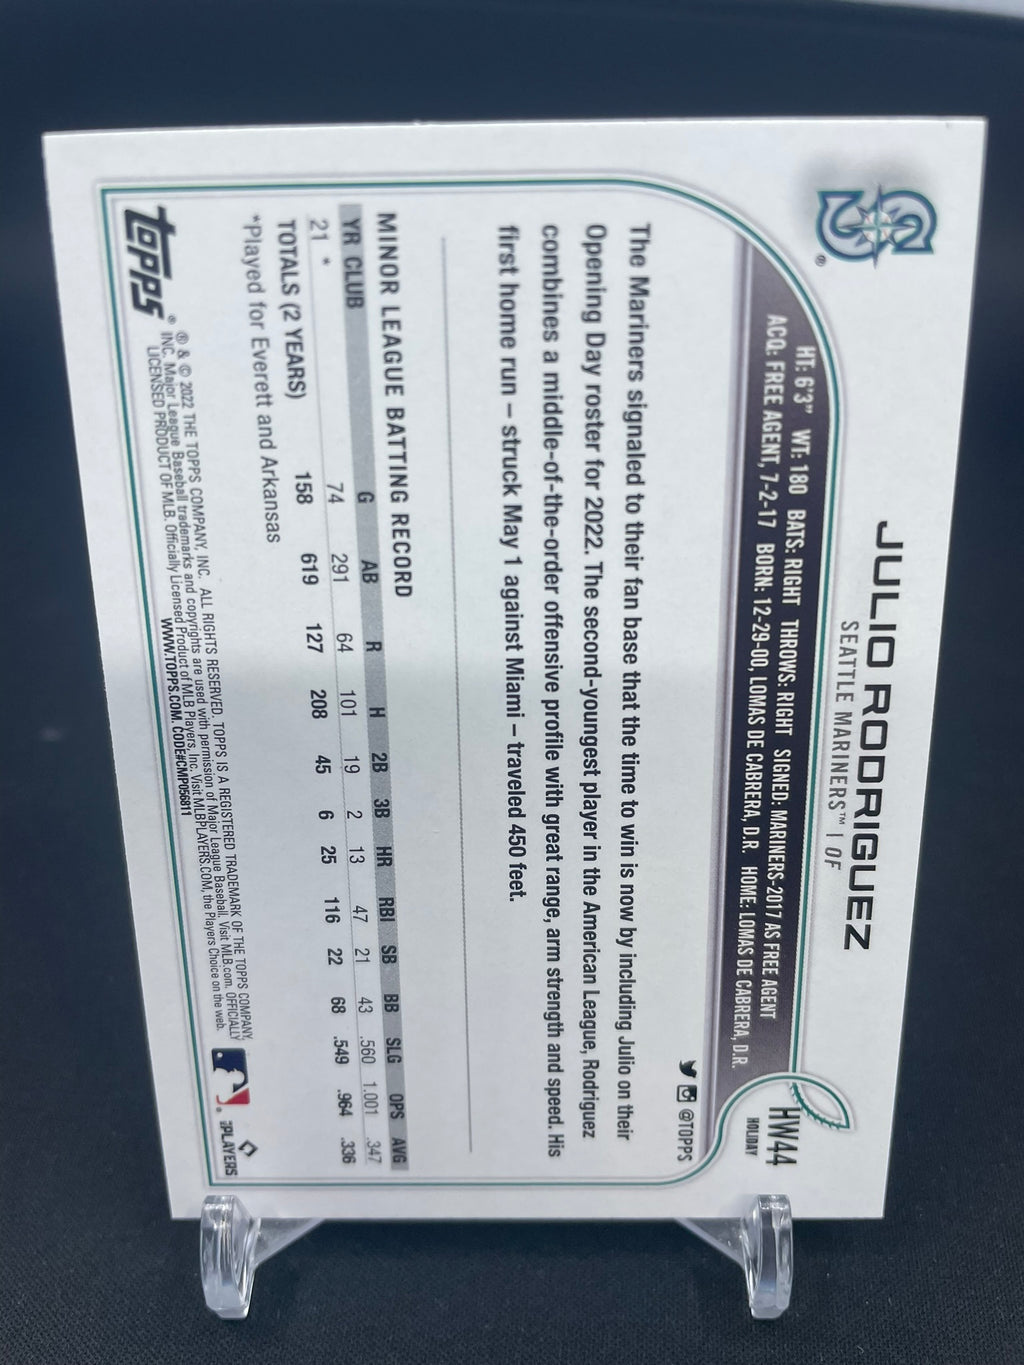 JULIO RODRIGUEZ
SEATTLE MARINERS™ | OF
®
HW44
HOLIDAY
HT: 6'3" WT: 180 BATS: RIGHT THROWS: RIGHT SIGNED: MARINERS-2017 AS FREE AGENT
ACQ: FREE AGENT, 7-2-17 BORN: 12-29-00, LOMAS DE CABRERA, D.R. HOME: LOMAS DE CABRERA, D.R.
@TOPPS
The Mariners signaled to their fan base that the time to win is now by including Julio on their
Opening Day roster for 2022. The second-youngest player in the American League, Rodriguez
combines a middle-of-the-order offensive profile with great range, arm strength and speed. His
first home run – struck May 1 against Miami – traveled 450 feet.
MINOR LEAGUE BATTING RECORD
YR CLUB G AB R H 2B 3B HR RBI SB BB SLG OPS AVG
21 * 74 291 64 101 19 2 13 47 21 43 .560 1.001 .347
TOTALS (2 YEARS) 158 619 127 208 45 6 25 116 22 68 .549 .964 .336
*Played for Everett and Arkansas
topps®
® & © 2022 THE TOPPS COMPANY, INC. ALL RIGHTS RESERVED. TOPPS IS A REGISTERED TRADEMARK OF THE TOPPS COMPANY,
INC. Major League Baseball trademarks and copyrights are used with permission of Major League Baseball. Visit MLB.com. OFFICIALLY
LICENSED PRODUCT OF MLB. Officially Licensed Product of MLB Players, Inc. Visit MLBPLAYERS.COM, the Players Choice on the web.
WWW.TOPPS.COM. CODE#CMP056811
®
PLAYERS